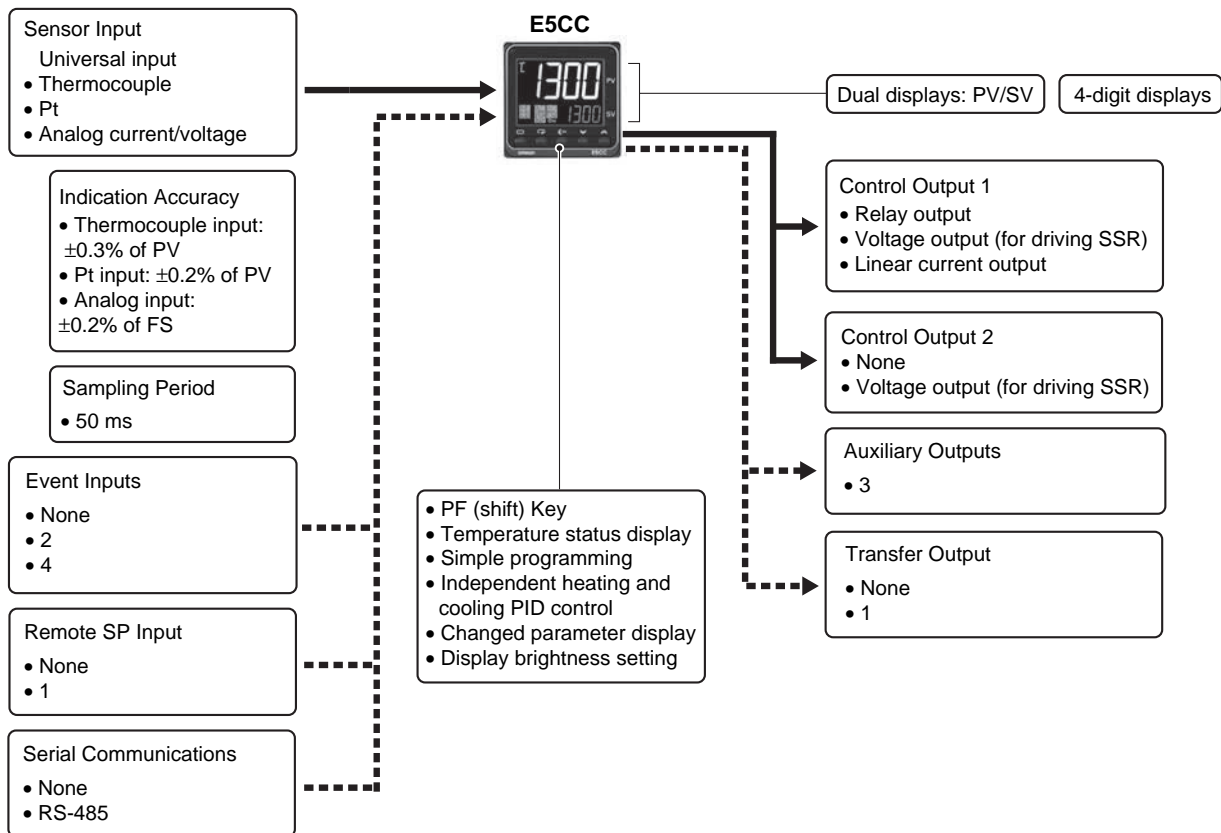 E5CC
Sensor Input
Universal input
• Thermocouple
• Pt
• Analog current/voltage
Indication Accuracy
• Thermocouple input:
±0.3% of PV
• Pt input: ±0.2% of PV
• Analog input:
±0.2% of FS
Sampling Period
• 50 ms
Event Inputs
• None
• 2
• 4
Remote SP Input
• None
• 1
Serial Communications
• None
• RS-485
1300
PV
1300
SV
OMRON
E5CC
• PF (shift) Key
• Temperature status display
• Simple programming
• Independent heating and
cooling PID control
• Changed parameter display
• Display brightness setting
Dual displays: PV/SV
4-digit displays
Control Output 1
• Relay output
• Voltage output (for driving SSR)
• Linear current output
Control Output 2
• None
• Voltage output (for driving SSR)
Auxiliary Outputs
• 3
Transfer Output
• None
• 1